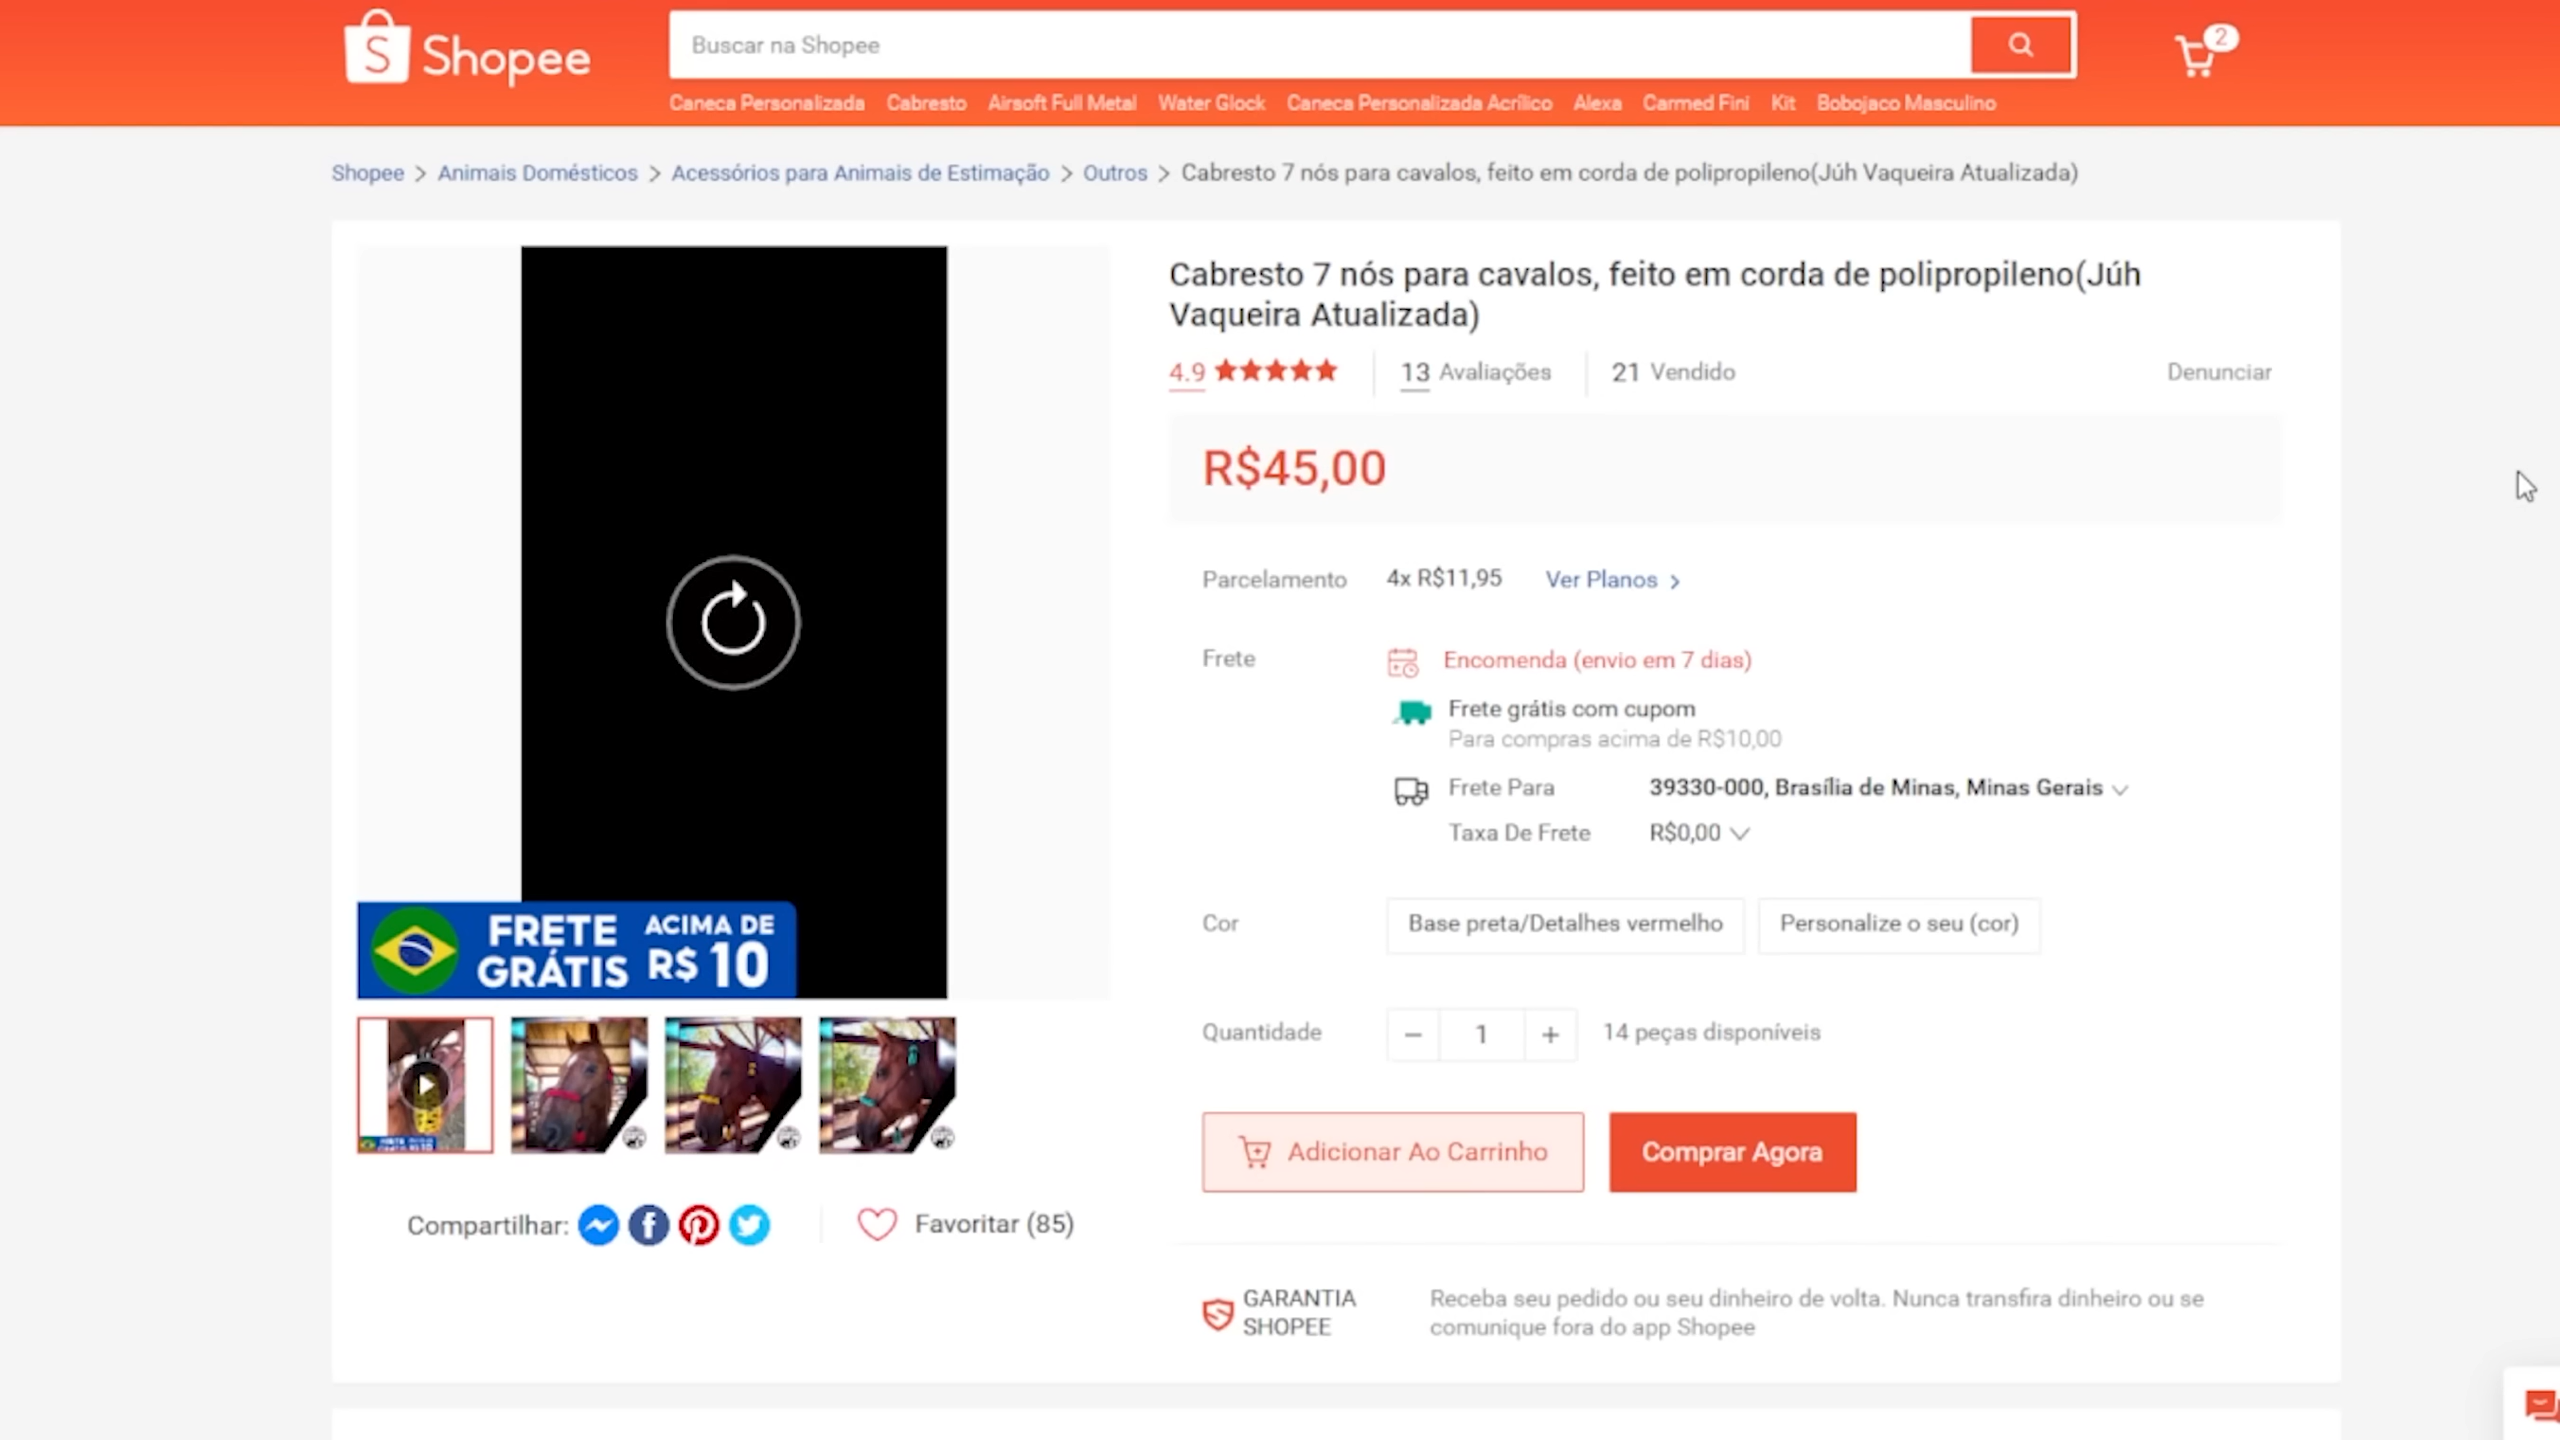 Shopee
Buscar na Shopee
2
Caneca Personalizada Cabresto Airsoft Full Metal Water Glock Caneca Personalizada Acrílico Alexa Carmed Fini Kit Bobojaco Masculino
Shopee > Animais Domésticos > Acessórios para Animais de Estimação > Outros > Cabresto 7 nós para cavalos, feito em corda de polipropileno(Júh Vaqueira Atualizada)
Cabresto 7 nós para cavalos, feito em corda de polipropileno(Júh
Vaqueira Atualizada)
4.9 13 Avaliações 21 Vendido Denunciar
R$45,00
Parcelamento 4x R$11,95 Ver Planos >
Frete Encomenda (envio em 7 dias)
Frete grátis com cupom
Para compras acima de R$10,00
Frete Para 39330-000, Brasília de Minas, Minas Gerais
Taxa De Frete R$0,00
Cor Base preta/Detalhes vermelho Personalize o seu (cor)
Quantidade − 1 + 14 peças disponíveis
Adicionar Ao Carrinho Comprar Agora
FRETE GRÁTIS
ACIMA DE R$ 10
Compartilhar: Favoritar (85)
GARANTIA SHOPEE
Receba seu pedido ou seu dinheiro de volta. Nunca transfira dinheiro ou se
comunique fora do app Shopee